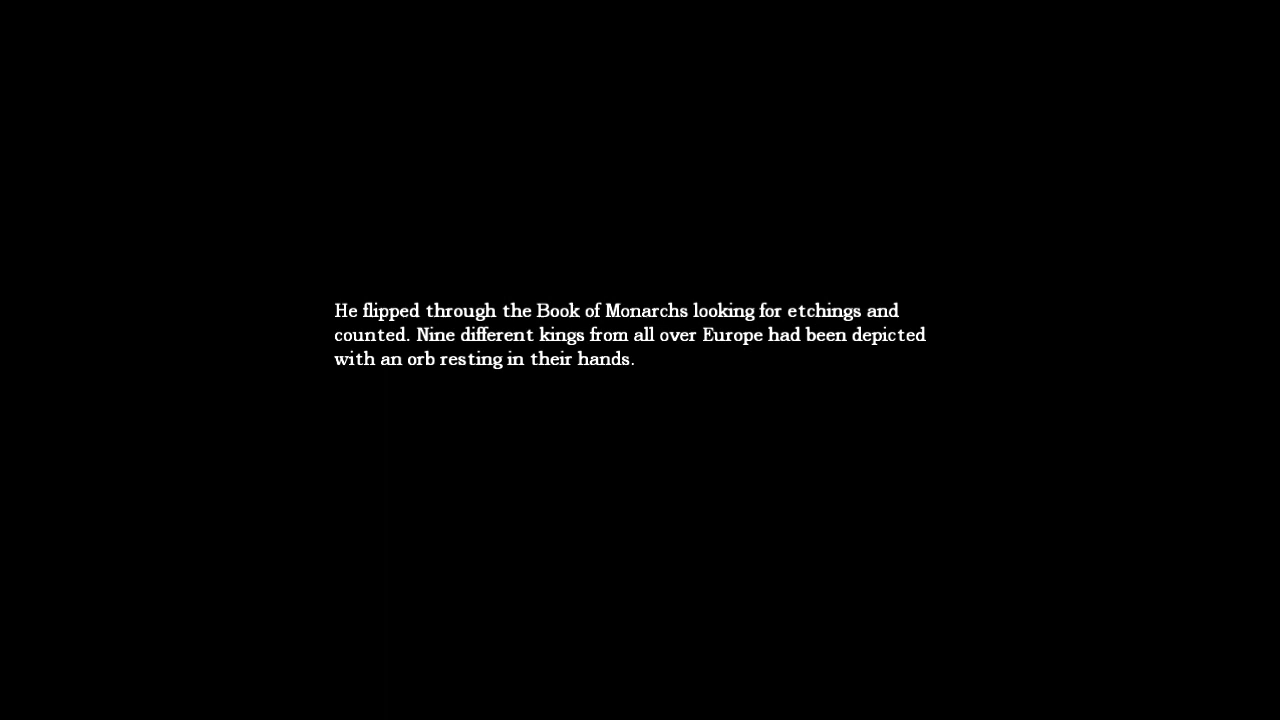 He flipped through the Book of Monarchs looking for etchings and
counted. Nine different kings from all over Europe had been depicted
with an orb resting in their hands.